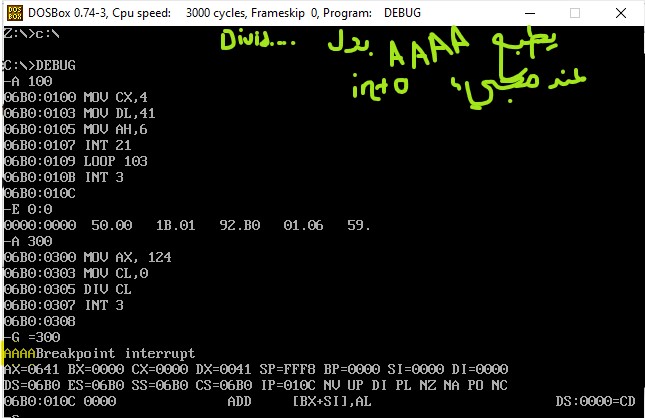 DOSBox 0.74-3, Cpu speed: 3000 cycles, Frameskip 0, Program: DEBUG
Z:\>c:\
يطبع AAAA بدل Divid....
عند مجيء into
C:\>DEBUG
-A 100
06B0:0100 MOV CX,4
06B0:0103 MOV DL,41
06B0:0105 MOV AH,6
06B0:0107 INT 21
06B0:0109 LOOP 103
06B0:010B INT 3
06B0:010C
-E 0:0
0000:0000 50.00 1B.01 92.B0 01.06 59.
-A 300
06B0:0300 MOV AX, 124
06B0:0303 MOV CL,0
06B0:0305 DIV CL
06B0:0307 INT 3
06B0:0308
-G =300
AAAABreakpoint interrupt
AX=0641 BX=0000 CX=0000 DX=0041 SP=FFF8 BP=0000 SI=0000 DI=0000
DS=06B0 ES=06B0 SS=06B0 CS=06B0 IP=010C NV UP DI PL NZ NA PO NC
06B0:010C 0000 ADD [BX+SI],AL DS:0000=CD